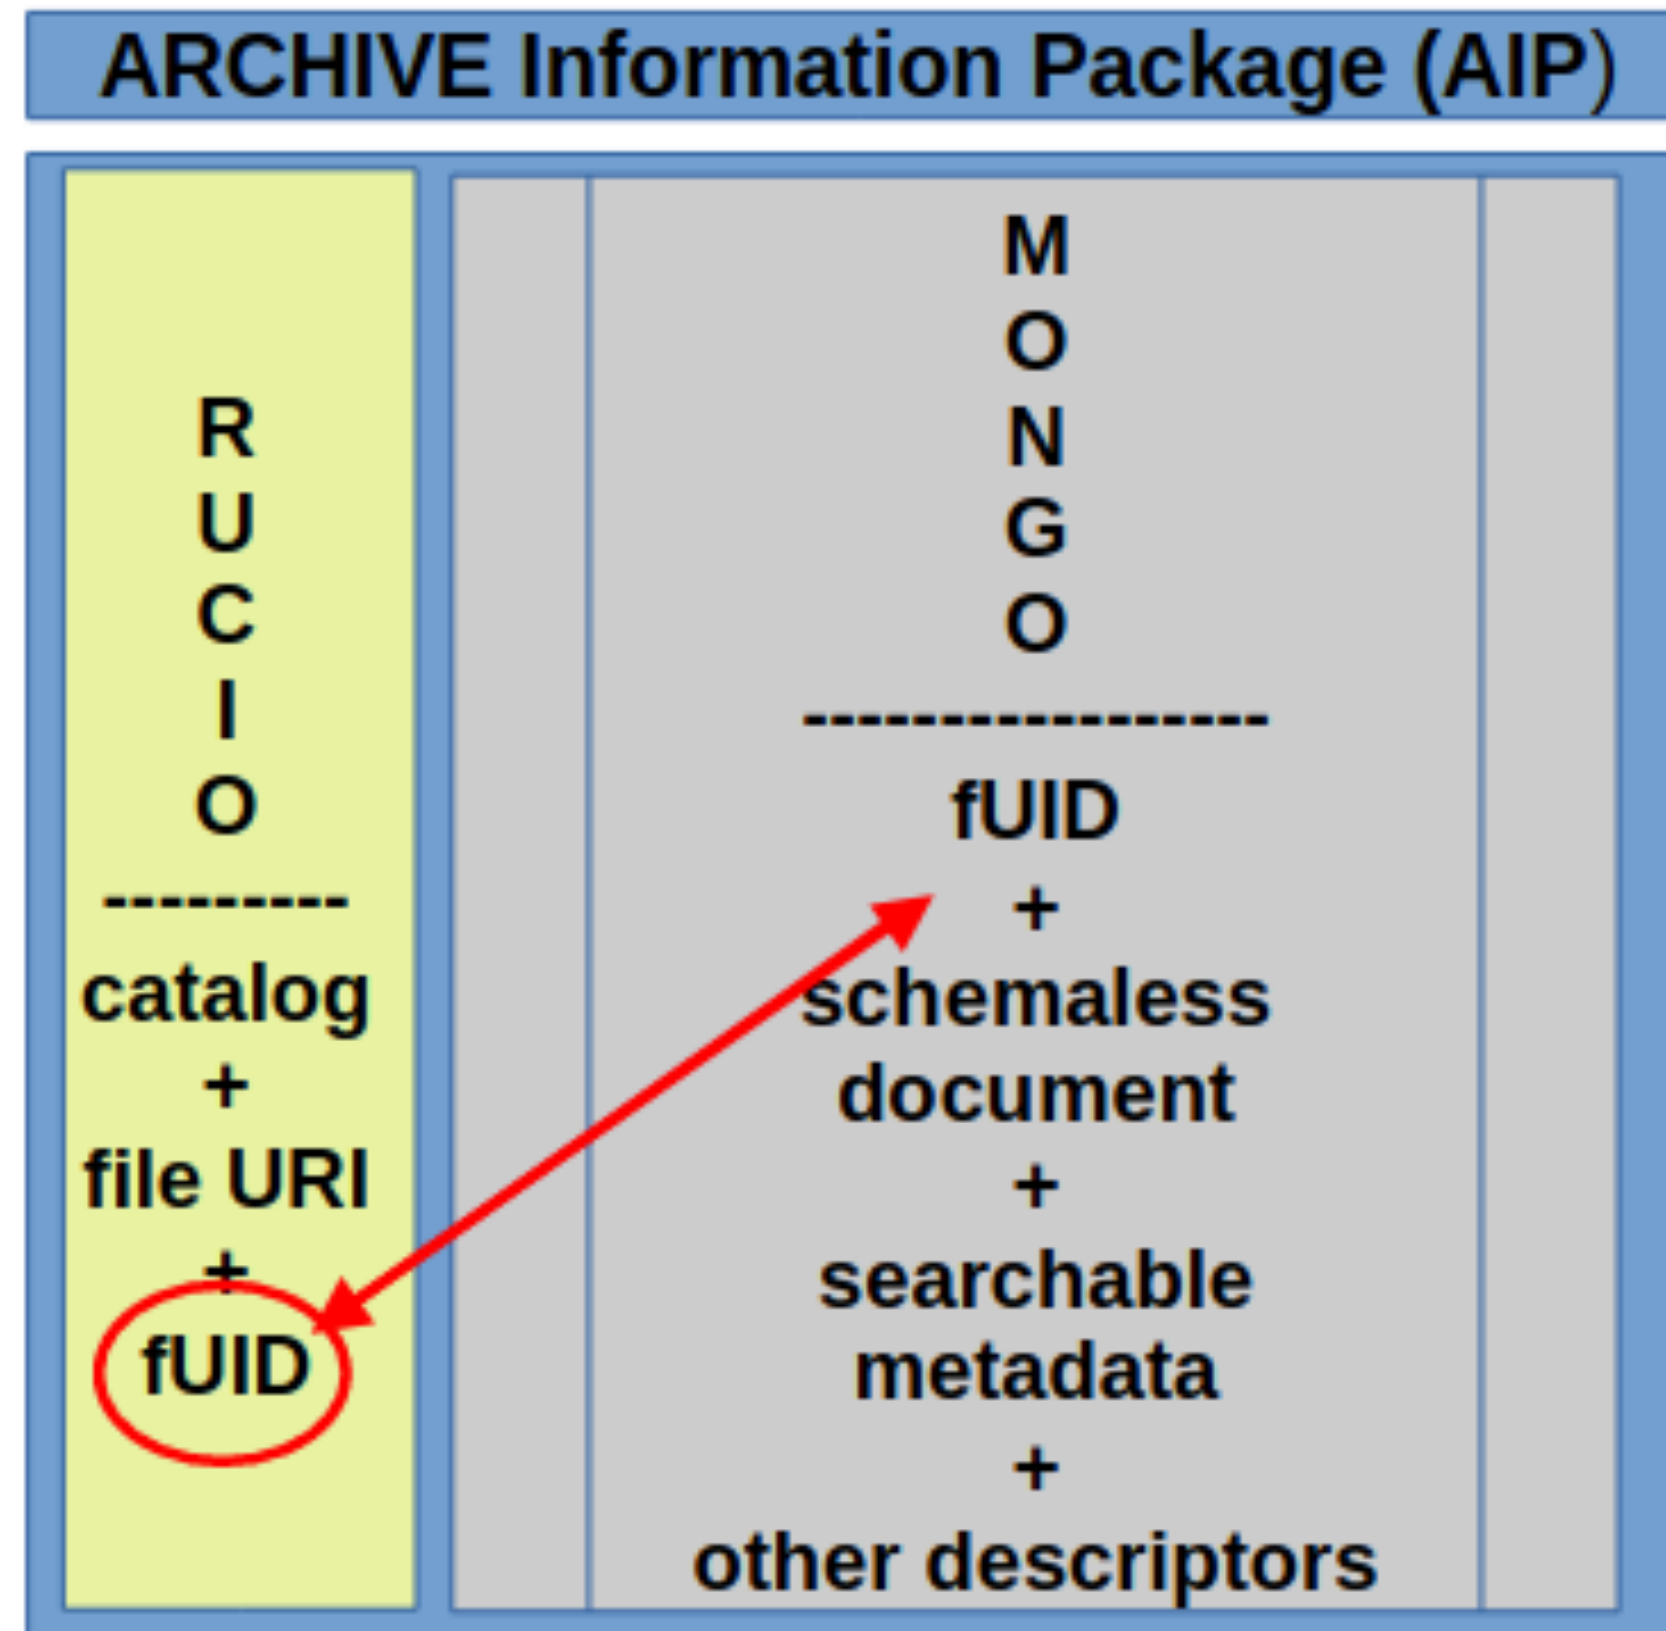 ARCHIVE Information Package (AIP)
R
U
C
I
O
---------
catalog
+
file URI
+
fUID
M
O
N
G
O
-----------------
fUID
+
schemaless
document
+
searchable
metadata
+
other descriptors